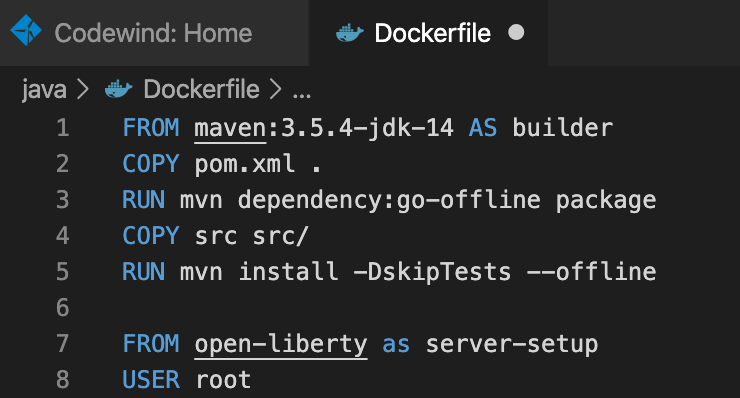 Codewind: Home
Dockerfile
java > Dockerfile > ...
1 FROM maven:3.5.4-jdk-14 AS builder
2 COPY pom.xml .
3 RUN mvn dependency:go-offline package
4 COPY src src/
5 RUN mvn install -DskipTests --offline
6
7 FROM open-liberty as server-setup
8 USER root